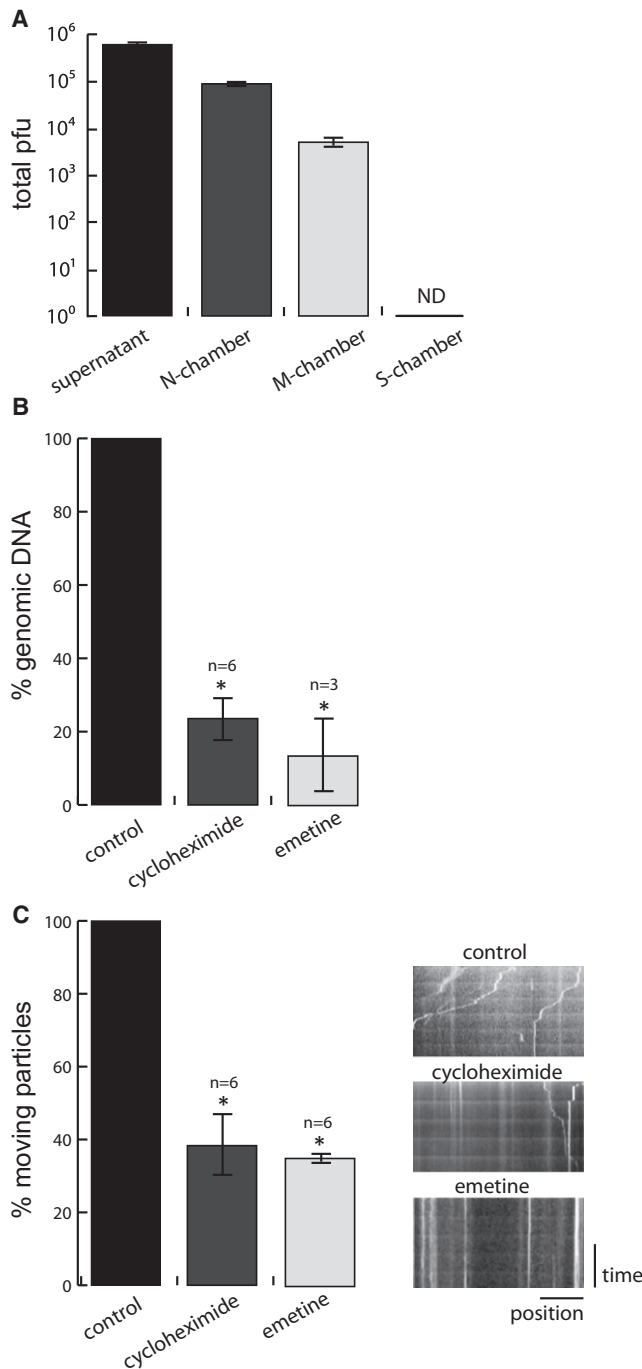 A
total pfu
10⁶
10⁵
10⁴
10³
10²
10¹
10⁰
ND
supernatant
N-chamber
M-chamber
S-chamber
B
% genomic DNA
100
80
60
40
20
0
n=6
*
n=3
*
control
cycloheximide
emetine
C
% moving particles
100
80
60
40
20
0
n=6
*
n=6
*
control
cycloheximide
emetine
control
cycloheximide
emetine
time
position